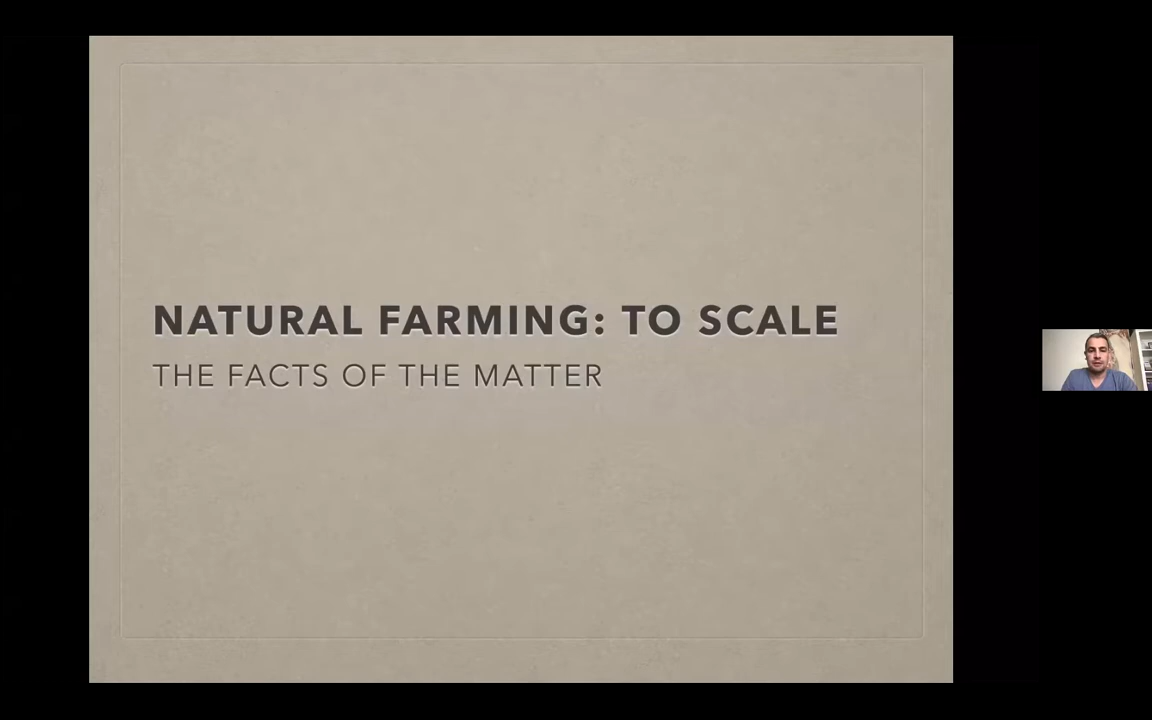 NATURAL FARMING: TO SCALE
THE FACTS OF THE MATTER